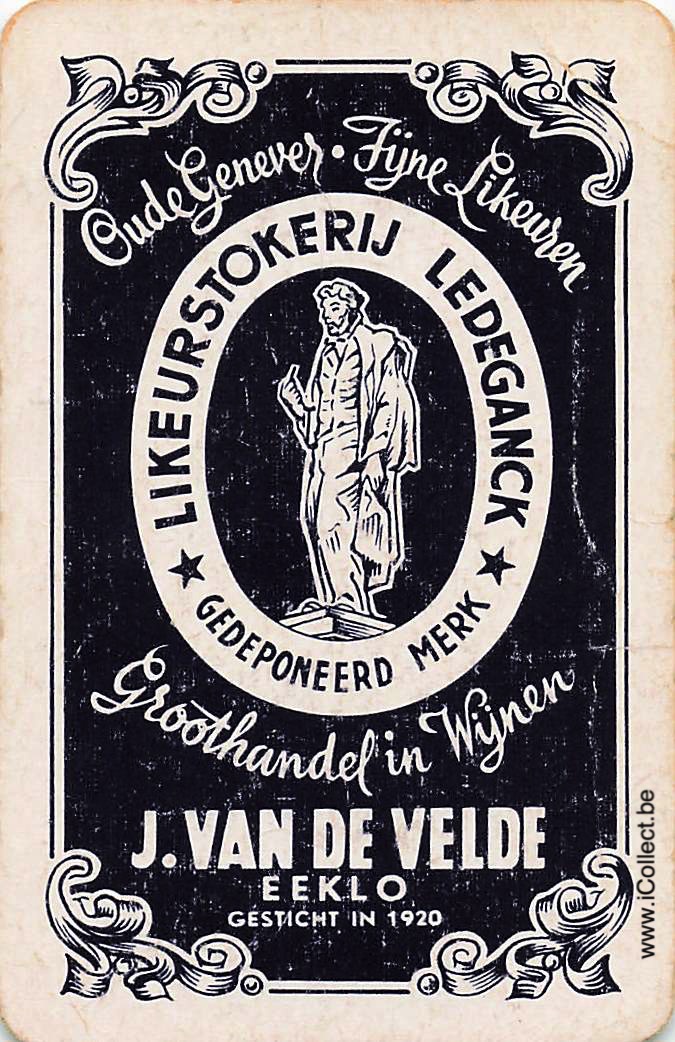 Oude Genever • Fijne Likeuren
LIKEURSTOKERIJ LEDEGANCK
★ GEDEPONEERD MERK ★
Groothandel in Wijnen
J. VAN DE VELDE
EEKLO
GESTICHT IN 1920
www.iCollect.be